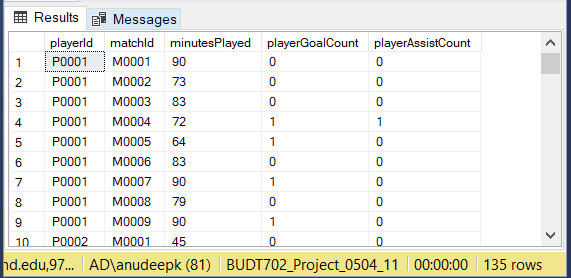 Results Messages
playerId matchId minutesPlayed playerGoalCount playerAssistCount
1 P0001 M0001 90 0 0
2 P0001 M0002 73 0 0
3 P0001 M0003 83 0 0
4 P0001 M0004 72 1 1
5 P0001 M0005 64 1 0
6 P0001 M0006 83 0 0
7 P0001 M0007 90 1 0
8 P0001 M0008 79 0 0
9 P0001 M0009 90 1 0
10 P0002 M0001 45 0 0
nd.edu,97... AD\anudeepk (81) BUDT702_Project_0504_11 00:00:00 135 rows